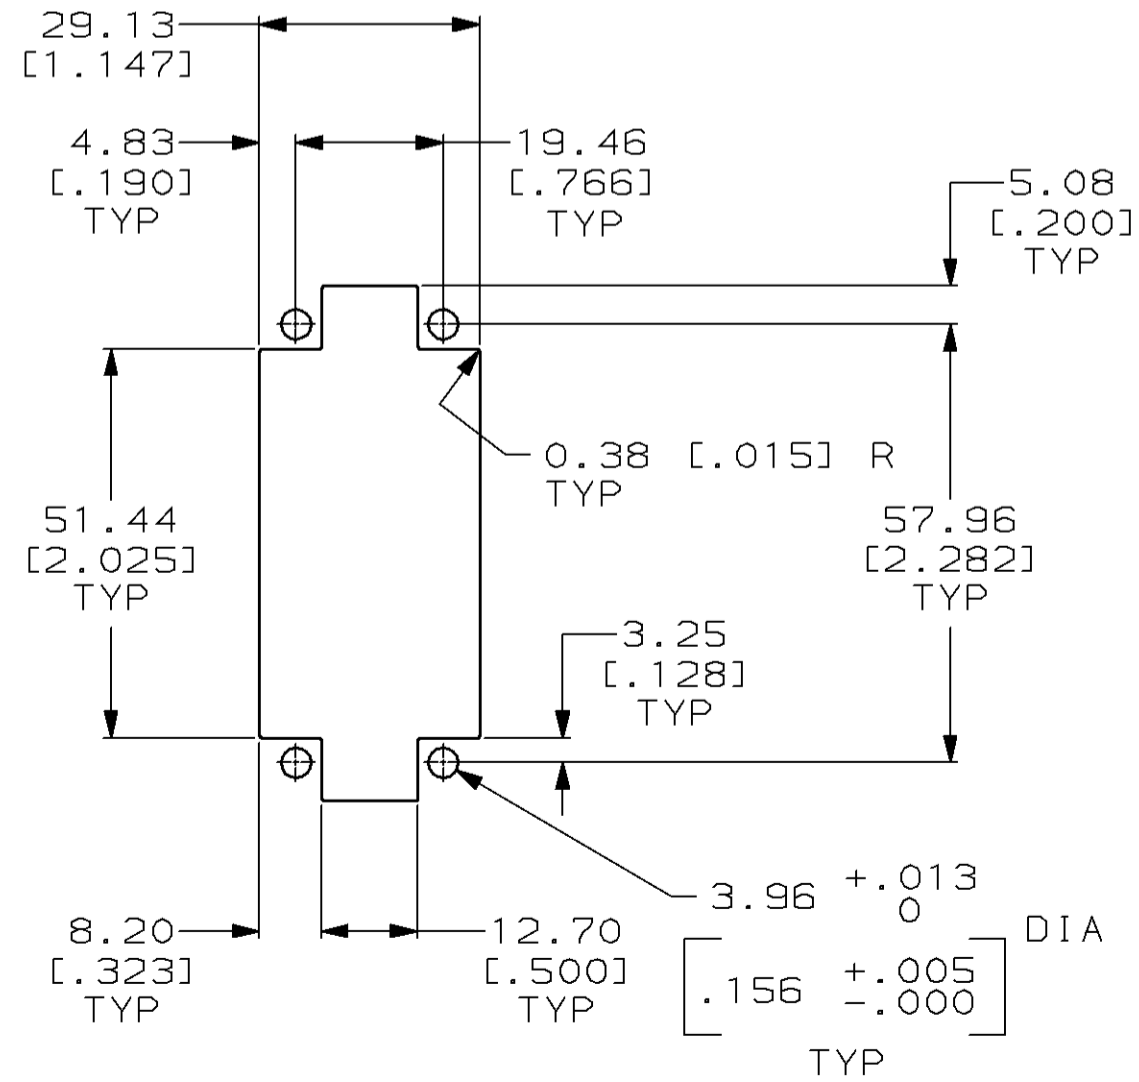 29.13
[1.147]
4.83
[.190]
TYP
19.46
[.766]
TYP
5.08
[.200]
TYP
0.38 [.015] R
TYP
51.44
[2.025]
TYP
57.96
[2.282]
TYP
3.25
[.128]
TYP
8.20
[.323]
TYP
12.70
[.500]
TYP
3.96 +.013
0
DIA
[.156 +.005
-.000]
TYP